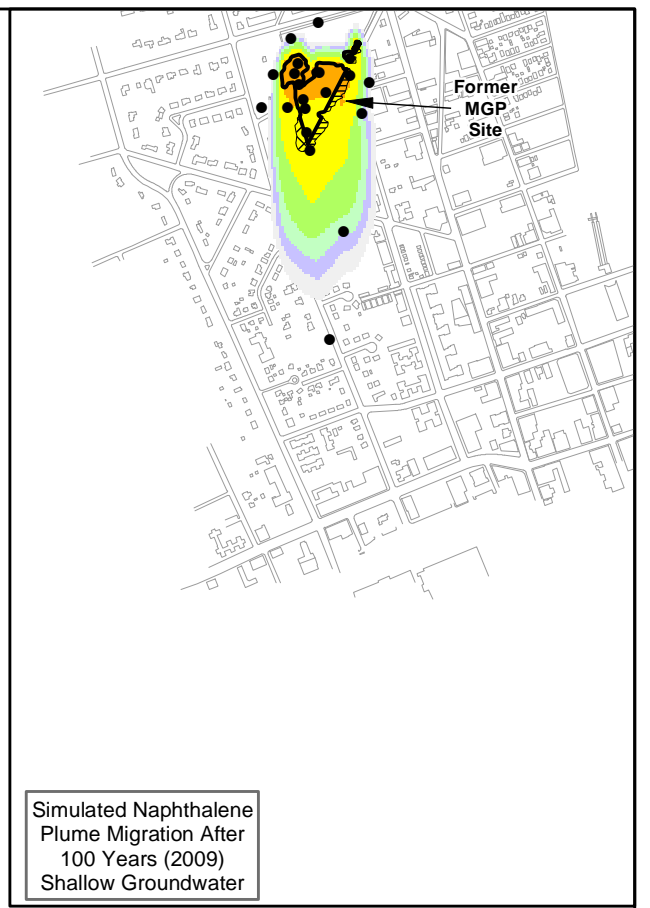 Former
MGP
Site
Simulated Naphthalene
Plume Migration After
100 Years (2009)
Shallow Groundwater